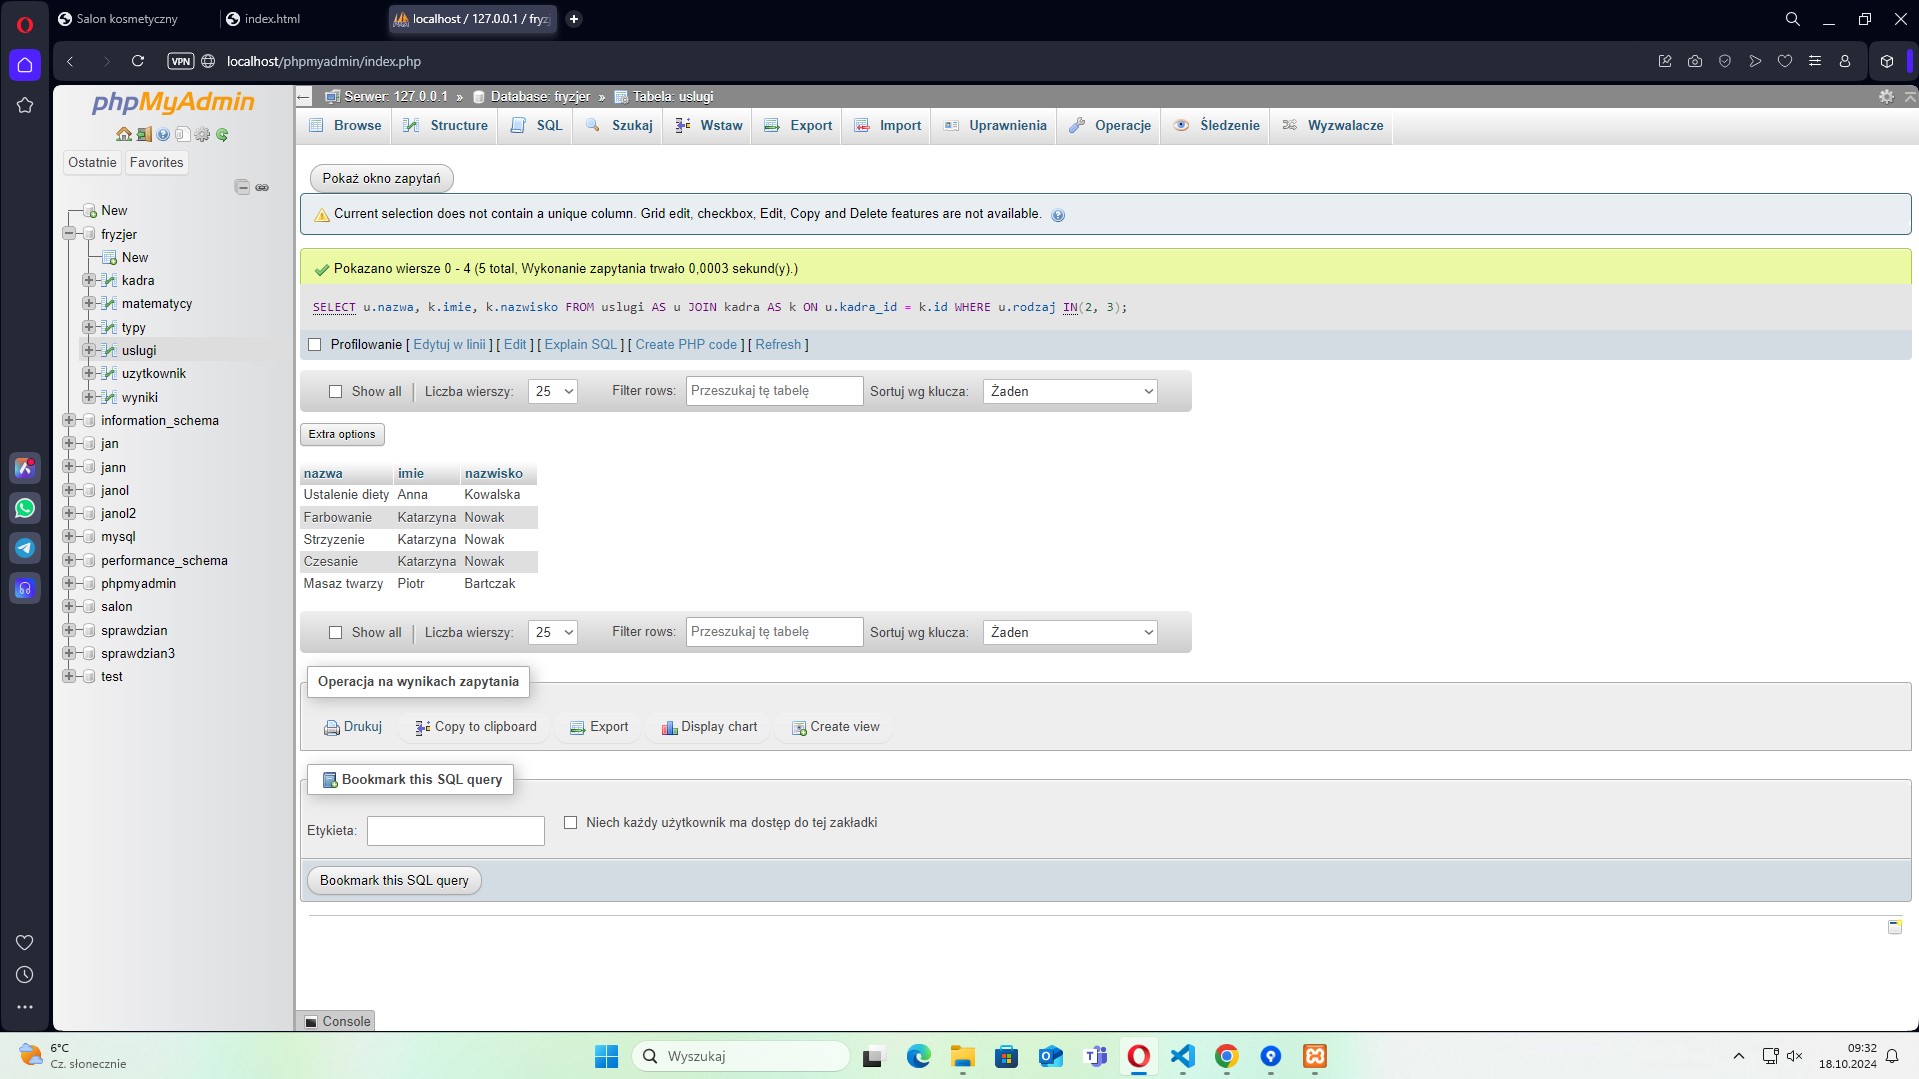 Salon kosmetyczny
index.html
localhost / 127.0.0.1 / fryz
VPN
localhost/phpmyadmin/index.php
phpMyAdmin
Ostatnie
Favorites
New
fryzjer
New
kadra
matematycy
typy
uslugi
uzytkownik
wyniki
information_schema
jan
jann
janol
janol2
mysql
performance_schema
phpmyadmin
salon
sprawdzian
sprawdzian3
test
Serwer: 127.0.0.1 » Database: fryzjer » Tabela: uslugi
Browse
Structure
SQL
Szukaj
Wstaw
Export
Import
Uprawnienia
Operacje
Śledzenie
Wyzwalacze
Pokaż okno zapytań
Current selection does not contain a unique column. Grid edit, checkbox, Edit, Copy and Delete features are not available.
Pokazano wiersze 0 - 4 (5 total, Wykonanie zapytania trwało 0,0003 sekund(y).)
SELECT u.nazwa, k.imie, k.nazwisko FROM uslugi AS u JOIN kadra AS k ON u.kadra_id = k.id WHERE u.rodzaj IN(2, 3);
Profilowanie [ Edytuj w linii ] [ Edit ] [ Explain SQL ] [ Create PHP code ] [ Refresh ]
Show all | Liczba wierszy: 25 Filter rows: Przeszukaj tę tabelę Sortuj wg klucza: Żaden
Extra options
nazwa imie nazwisko
Ustalenie diety Anna Kowalska
Farbowanie Katarzyna Nowak
Strzyzenie Katarzyna Nowak
Czesanie Katarzyna Nowak
Masaz twarzy Piotr Bartczak
Show all | Liczba wierszy: 25 Filter rows: Przeszukaj tę tabelę Sortuj wg klucza: Żaden
Operacja na wynikach zapytania
Drukuj
Copy to clipboard
Export
Display chart
Create view
Bookmark this SQL query
Etykieta:
Niech każdy użytkownik ma dostęp do tej zakładki
Bookmark this SQL query
Console
6°C
Cz. słonecznie
Wyszukaj
09:32
18.10.2024